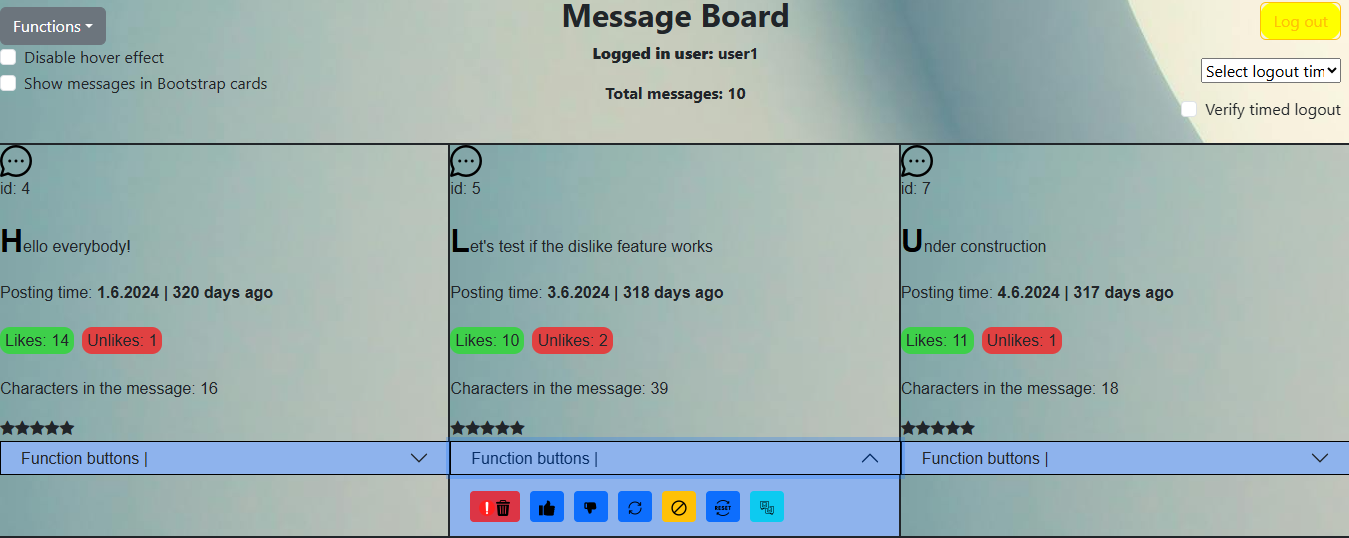 Functions
Message Board
Log out
Disable hover effect
Logged in user: user1
Select logout tim
Show messages in Bootstrap cards
Total messages: 10
Verify timed logout
id: 4
Hello everybody!
Posting time: 1.6.2024 | 320 days ago
Likes: 14 Unlikes: 1
Characters in the message: 16
Function buttons |
id: 5
Let's test if the dislike feature works
Posting time: 3.6.2024 | 318 days ago
Likes: 10 Unlikes: 2
Characters in the message: 39
Function buttons |
RESET
id: 7
Under construction
Posting time: 4.6.2024 | 317 days ago
Likes: 11 Unlikes: 1
Characters in the message: 18
Function buttons |